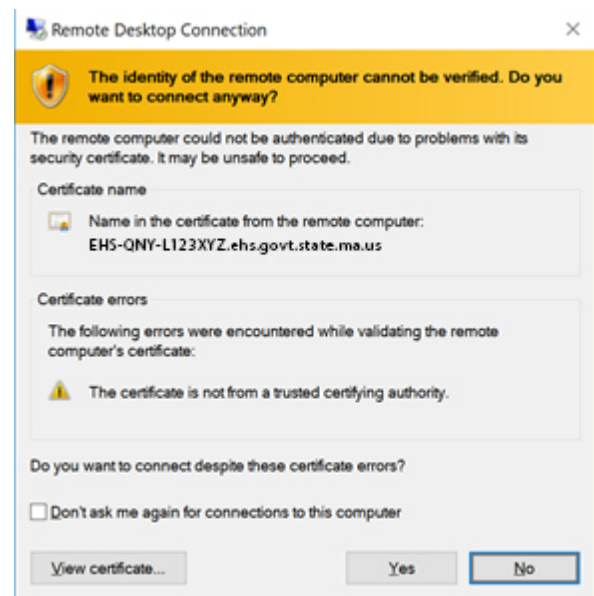 Remote Desktop Connection
The identity of the remote computer cannot be verified. Do you
want to connect anyway?
The remote computer could not be authenticated due to problems with its
security certificate. It may be unsafe to proceed.
Certificate name
Name in the certificate from the remote computer:
EHS-QNY-L123XYZ.ehs.govt.state.ma.us
Certificate errors
The following errors were encountered while validating the remote
computer's certificate:
The certificate is not from a trusted certifying authority.
Do you want to connect despite these certificate errors?
Don't ask me again for connections to this computer
View certificate... Yes No